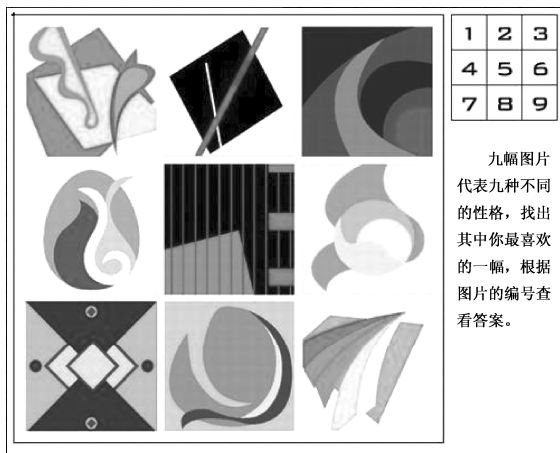 1 2 3
4 5 6
7 8 9
九幅图片
代表九种不同
的性格，找出
其中你最喜欢
的一幅，根据
图片的编号查
看答案。